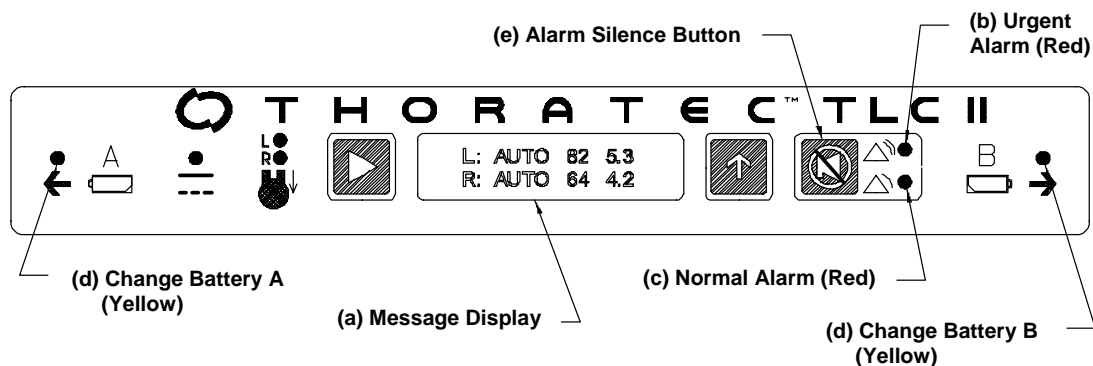 (e) Alarm Silence Button
(b) Urgent
Alarm (Red)
THORATEC™ TLC II
A
L
R
L: AUTO 62 5.3
R: AUTO 64 4.2
B
(d) Change Battery A
(Yellow)
(c) Normal Alarm (Red)
(a) Message Display
(d) Change Battery B
(Yellow)